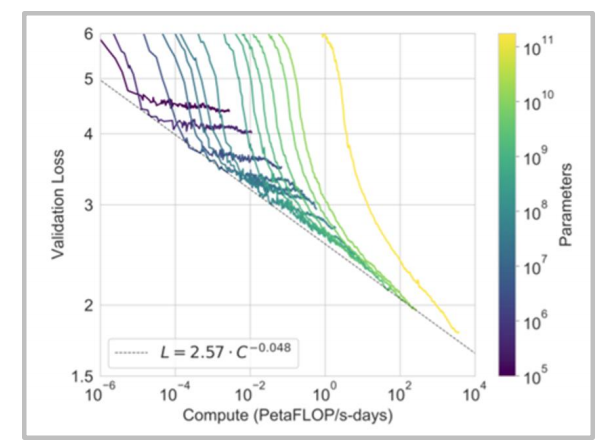 6
5
4
3
2
1.5
Validation Loss
L = 2.57 · C^{-0.048}
10^{-6} 10^{-4} 10^{-2} 10^{0} 10^{2} 10^{4}
Compute (PetaFLOP/s-days)
10^{11}
10^{10}
10^{9}
10^{8}
10^{7}
10^{6}
10^{5}
Parameters